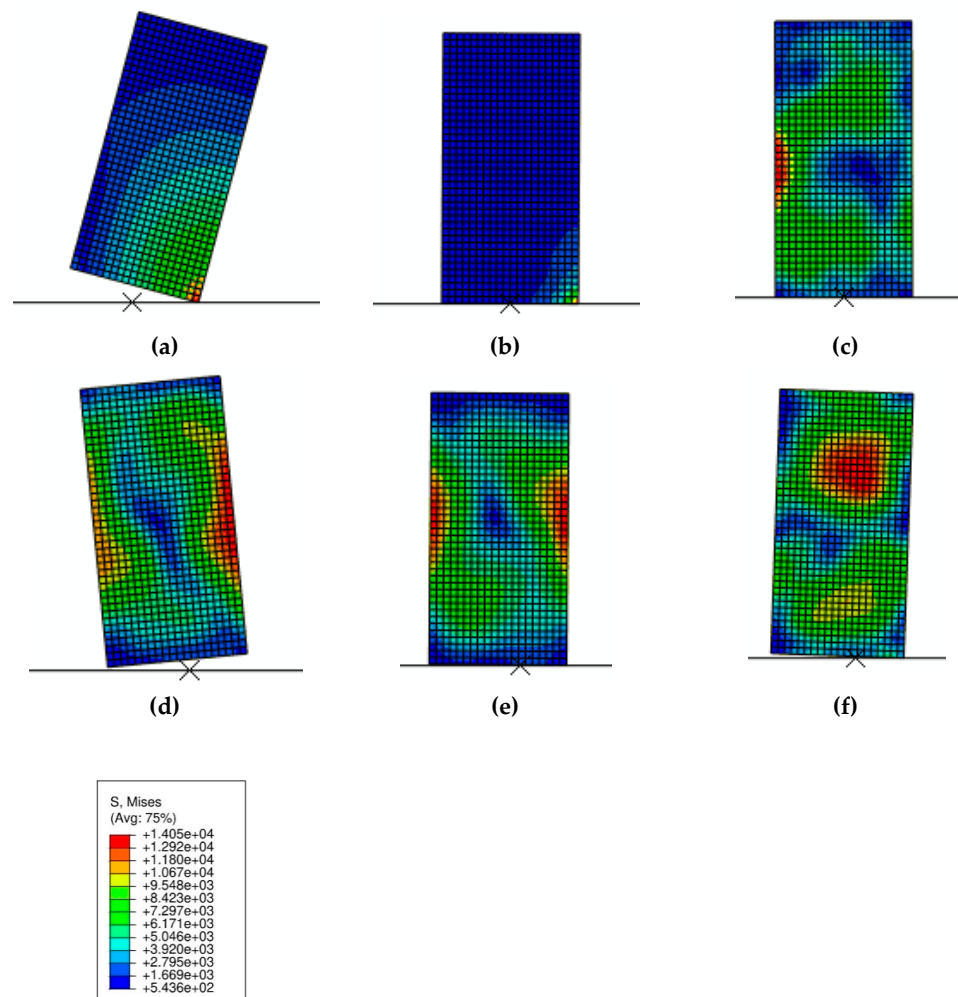 (a)
(b)
(c)
(d)
(e)
(f)
S, Mises
(Avg: 75%)
+1.405e+04
+1.292e+04
+1.180e+04
+1.067e+04
+9.548e+03
+8.423e+03
+7.297e+03
+6.171e+03
+5.046e+03
+3.920e+03
+2.795e+03
+1.669e+03
+5.436e+02